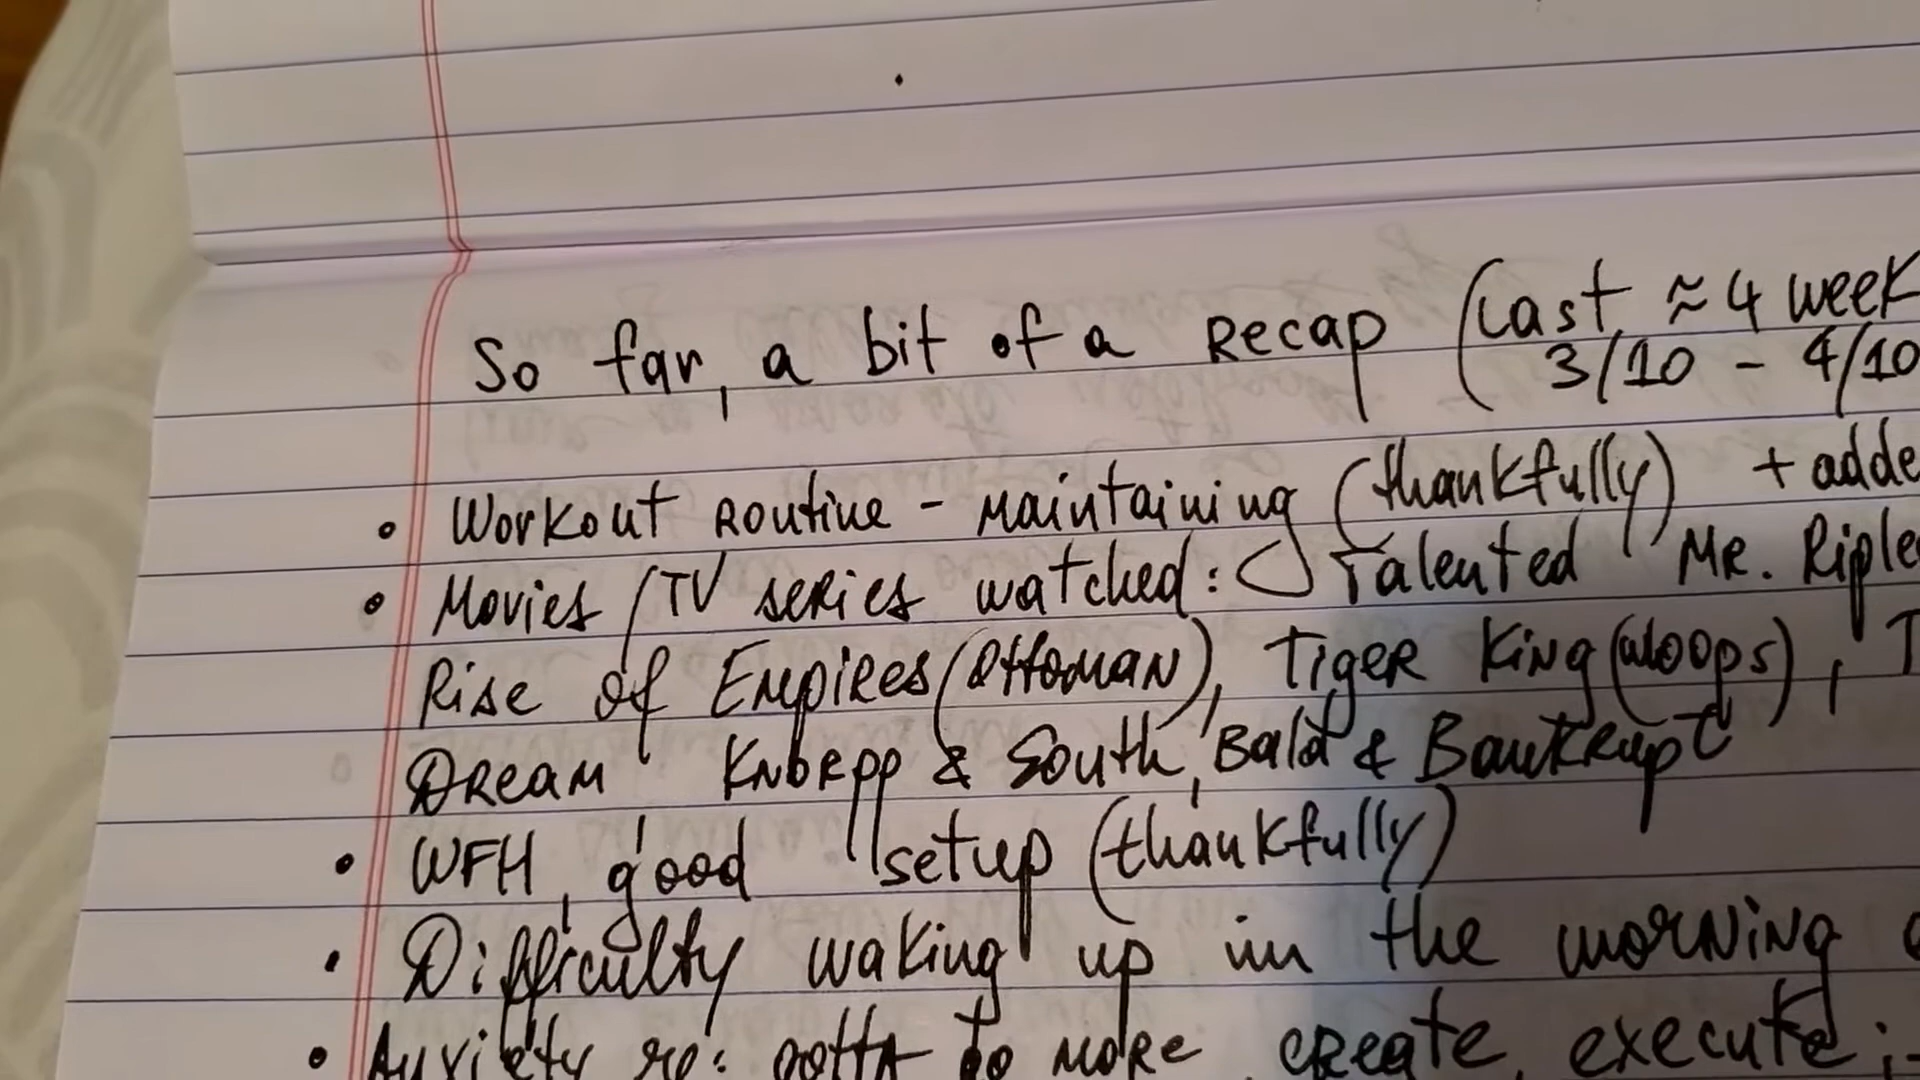 So far, a bit of a Recap (Last ≈ 4 week
3/10 - 4/10
• Workout Routine - Maintaining (thankfully) + adde
• Movies/TV series watched: Talented Mr. Riple
Rise of Empires (Ottoman), Tiger King (woops), T
Dream, Knbrpp & South, Bald & Bankrupt
• WFH, good setup (thankfully)
• Difficulty waking up in the morning
• Anxiety re: gotta do more, create, execute;